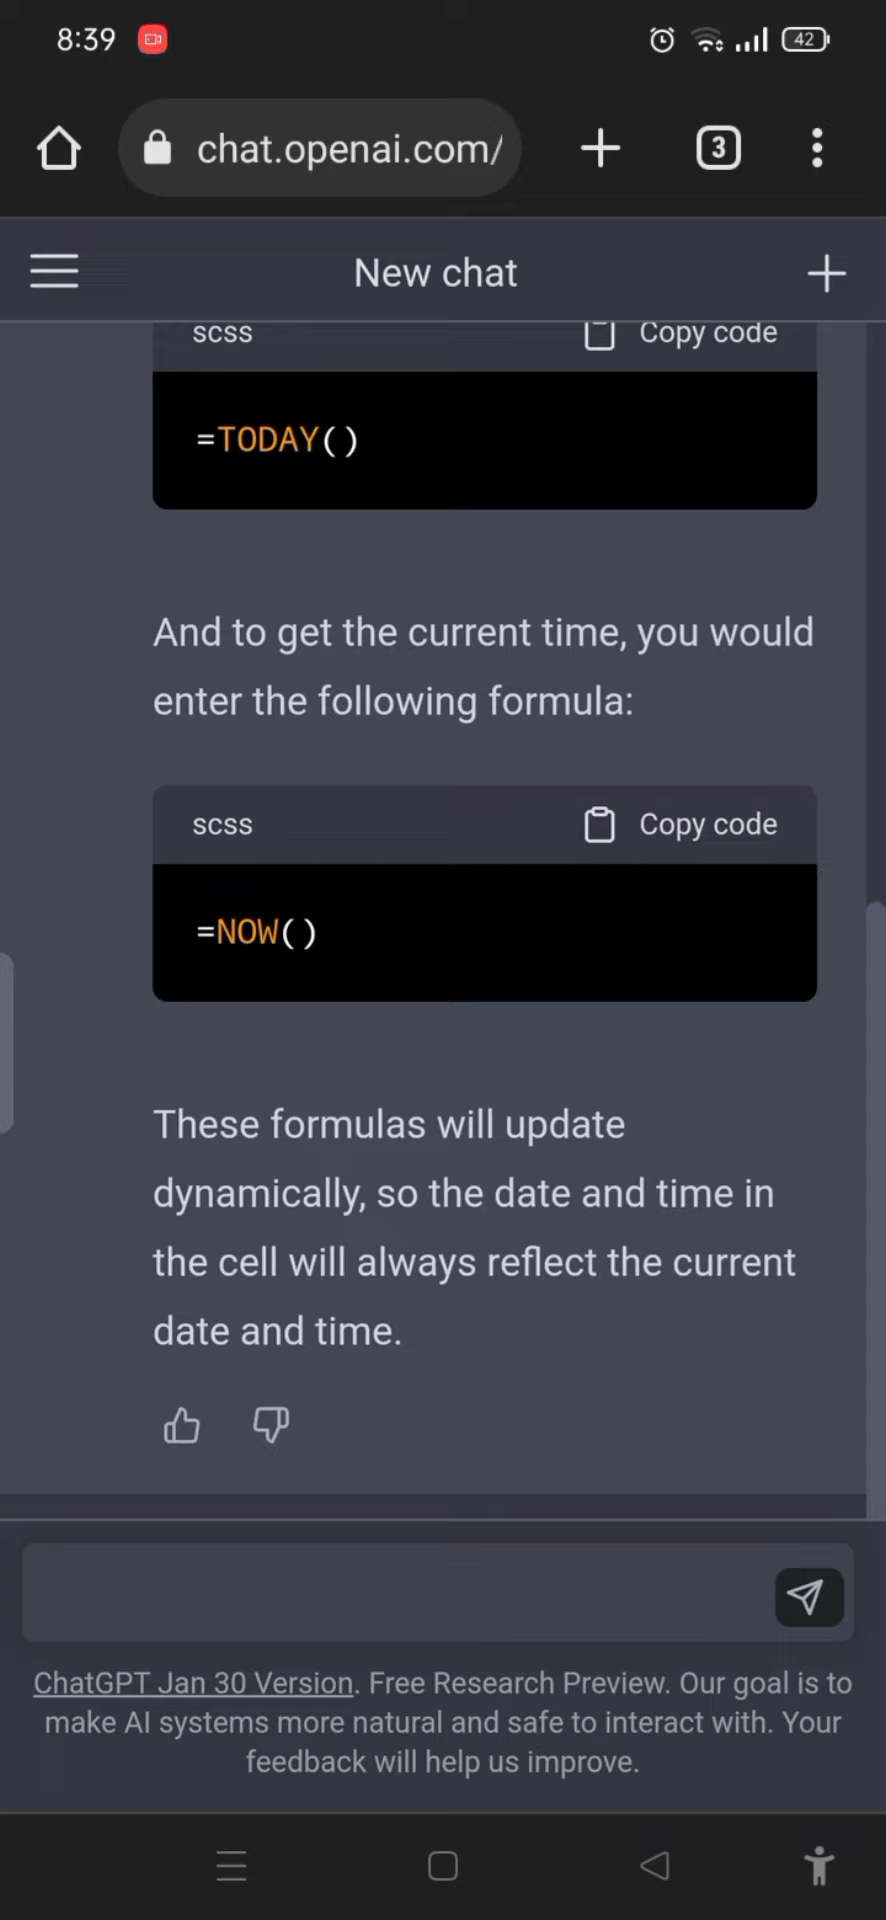 8:39
42
chat.openai.com/
3
New chat
scss
Copy code
=TODAY()
And to get the current time, you would
enter the following formula:
scss
Copy code
=NOW()
These formulas will update
dynamically, so the date and time in
the cell will always reflect the current
date and time.
ChatGPT Jan 30 Version. Free Research Preview. Our goal is to
make AI systems more natural and safe to interact with. Your
feedback will help us improve.